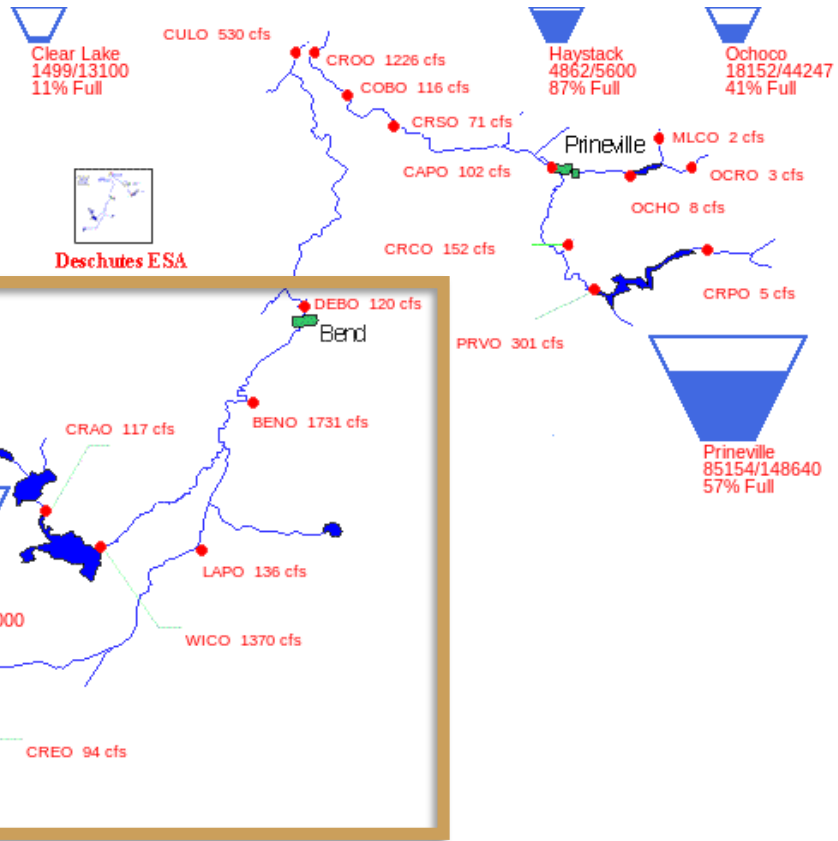 CULO 530 cfs
Clear Lake
1499/13100
11% Full
CROO 1226 cfs
Haystack
4862/5600
87% Full
Ochoco
18152/44247
41% Full
COBO 116 cfs
CRSO 71 cfs
Prineville
MLCO 2 cfs
CAPO 102 cfs
OCRO 3 cfs
OCHO 8 cfs
Deschutes ESA
CRCO 152 cfs
CRPO 5 cfs
DEBO 120 cfs
Bend
PRVO 301 cfs
BENO 1731 cfs
CRAO 117 cfs
Prineville
85154/148640
57% Full
LAPO 136 cfs
000
WICO 1370 cfs
CREO 94 cfs